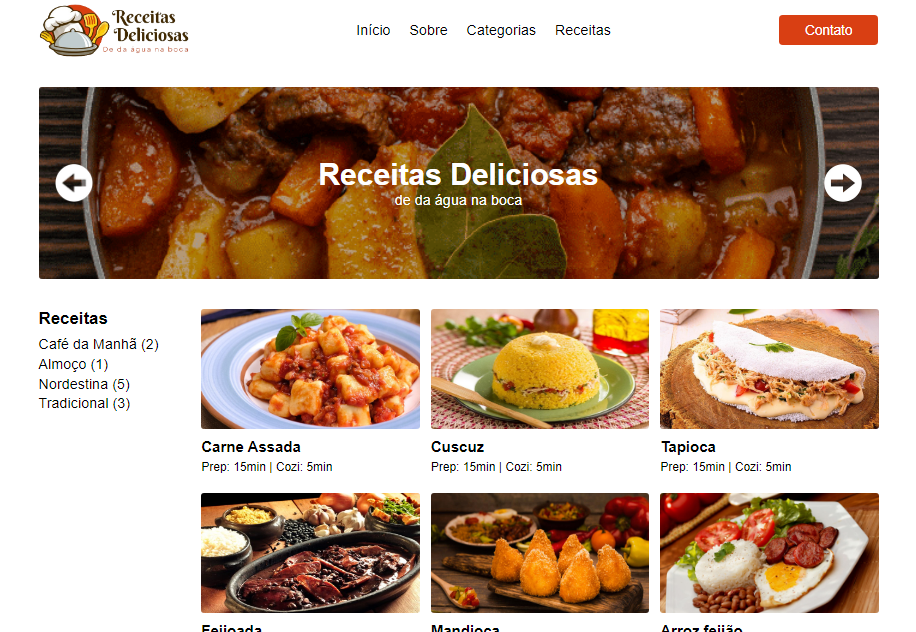 Receitas
Deliciosas
De da água na boca
Início Sobre Categorias Receitas
Contato
Receitas Deliciosas
de da água na boca
Receitas
Café da Manhã (2)
Almoço (1)
Nordestina (5)
Tradicional (3)
Carne Assada
Prep: 15min | Cozi: 5min
Cuscuz
Prep: 15min | Cozi: 5min
Tapioca
Prep: 15min | Cozi: 5min
Feijoada
Mandioca
Arroz feijão